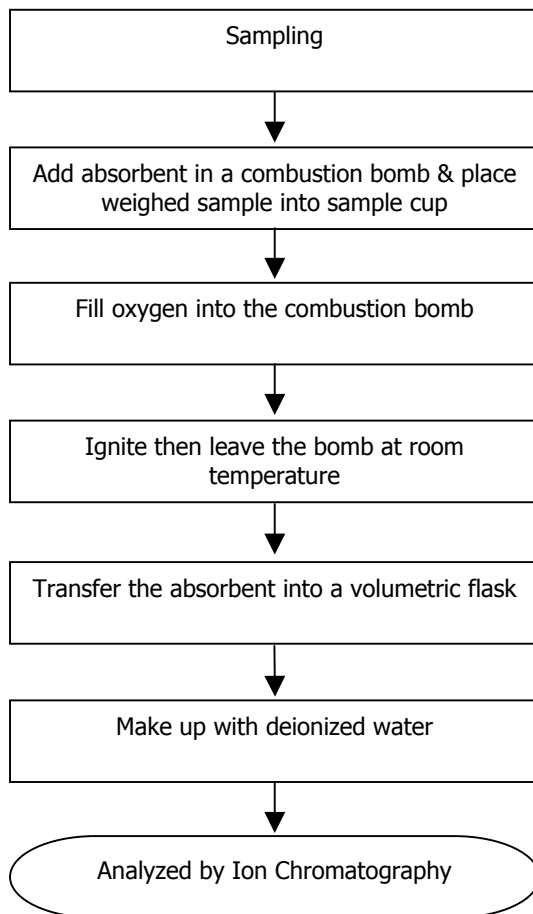 Sampling
Add absorbent in a combustion bomb & place
weighed sample into sample cup
Fill oxygen into the combustion bomb
Ignite then leave the bomb at room
temperature
Transfer the absorbent into a volumetric flask
Make up with deionized water
Analyzed by Ion Chromatography